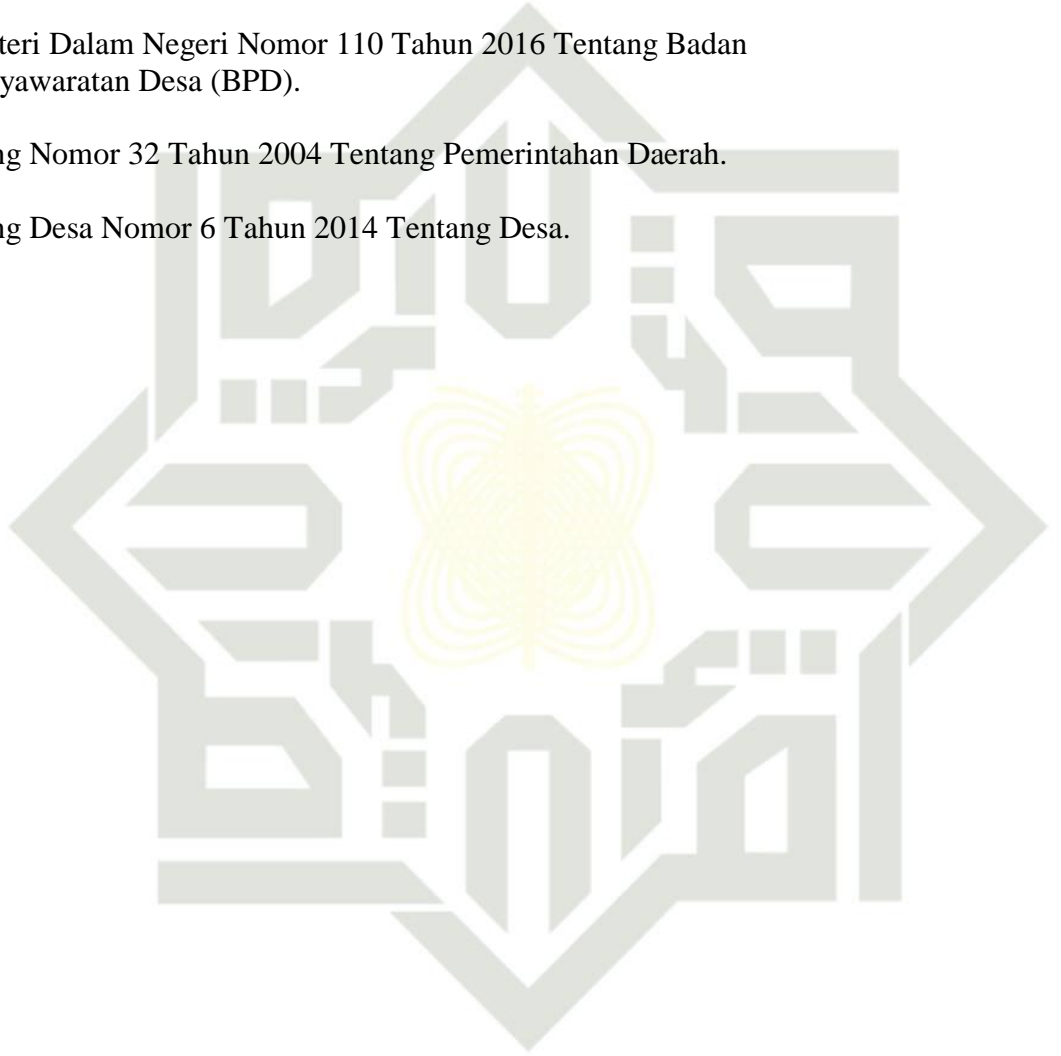 teri Dalam Negeri Nomor 110 Tahun 2016 Tentang Badan
yawaratan Desa (BPD).
ng Nomor 32 Tahun 2004 Tentang Pemerintahan Daerah.
ng Desa Nomor 6 Tahun 2014 Tentang Desa.